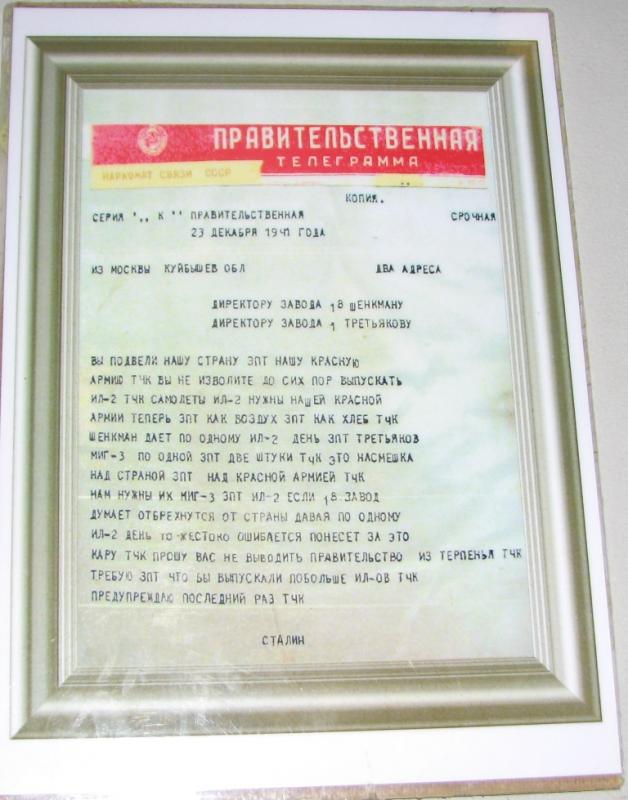 ПРАВИТЕЛЬСТВЕННАЯ
ТЕЛЕГРАММА
НАРКОМАТ СВЯЗИ СССР
КОПИЯ.
СЕРИЯ ",, К " ПРАВИТЕЛЬСТВЕННАЯ СРОЧНАЯ
23 ДЕКАБРЯ 1941 ГОДА
ИЗ МОСКВЫ КУЙБЫШЕВ ОБЛ ДВА АДРЕСА
ДИРЕКТОРУ ЗАВОДА 18 ШЕНКМАНУ
ДИРЕКТОРУ ЗАВОДА 1 ТРЕТЬЯКОВУ
ВЫ ПОДВЕЛИ НАШУ СТРАНУ ЗПТ НАШУ КРАСНУЮ
АРМИЮ ТЧК ВЫ НЕ ИЗВОЛИТЕ ДО СИХ ПОР ВЫПУСКАТЬ
ИЛ-2 ТЧК САМОЛЕТЫ ИЛ-2 НУЖНЫ НАШЕЙ КРАСНОЙ
АРМИИ ТЕПЕРЬ ЗПТ КАК ВОЗДУХ ЗПТ КАК ХЛЕБ ТЧК
ШЕНКМАН ДАЕТ ПО ОДНОМУ ИЛ-2 ДЕНЬ ЗПТ ТРЕТЬЯКОВ
МИГ-3 ПО ОДНОЙ ЗПТ ДВЕ ШТУКИ ТЧК ЭТО НАСМЕШКА
НАД СТРАНОЙ ЗПТ НАД КРАСНОЙ АРМИЕЙ ТЧК
НАМ НУЖНЫ ИХ МИГ-3 ЗПТ ИЛ-2 ЕСЛИ 18 ЗАВОД
ДУМАЕТ ОТБРЕХНУТСЯ ОТ СТРАНЫ ДАВАЯ ПО ОДНОМУ
ИЛ-2 ДЕНЬ ТО ЖЕСТОКО ОШИБАЕТСЯ ПОНЕСЕТ ЗА ЭТО
КАРУ ТЧК ПРОШУ ВАС НЕ ВЫВОДИТЬ ПРАВИТЕЛЬСТВО ИЗ ТЕРПЕНЬЯ ТЧК
ТРЕБУЮ ЗПТ ЧТО БЫ ВЫПУСКАЛИ ПОБОЛЬШЕ ИЛ-ОВ ТЧК
ПРЕДУПРЕЖДАЮ ПОСЛЕДНИЙ РАЗ ТЧК
СТАЛИН